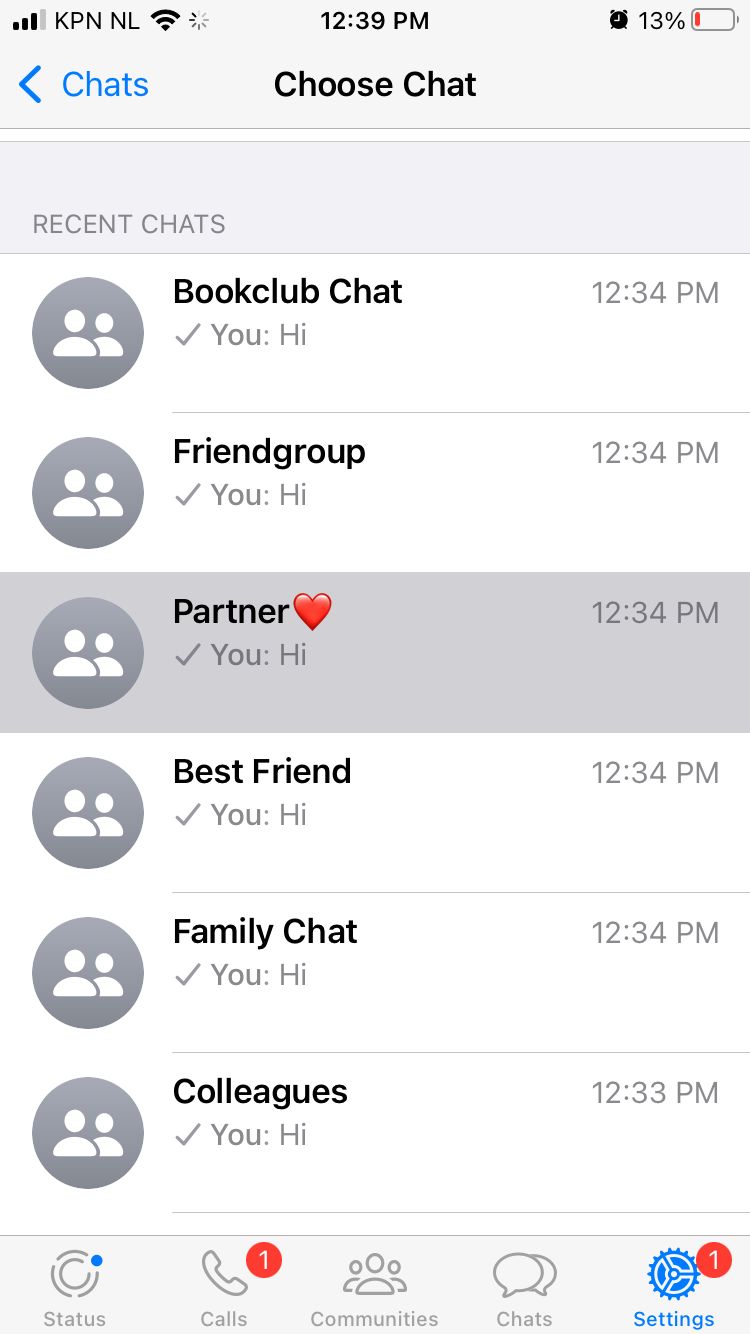 KPN NL 12:39 PM 13%
Chats Choose Chat
RECENT CHATS
Bookclub Chat 12:34 PM
You: Hi
Friendgroup 12:34 PM
You: Hi
Partner❤️ 12:34 PM
You: Hi
Best Friend 12:34 PM
You: Hi
Family Chat 12:34 PM
You: Hi
Colleagues 12:33 PM
You: Hi
1 1
Status Calls Communities Chats Settings